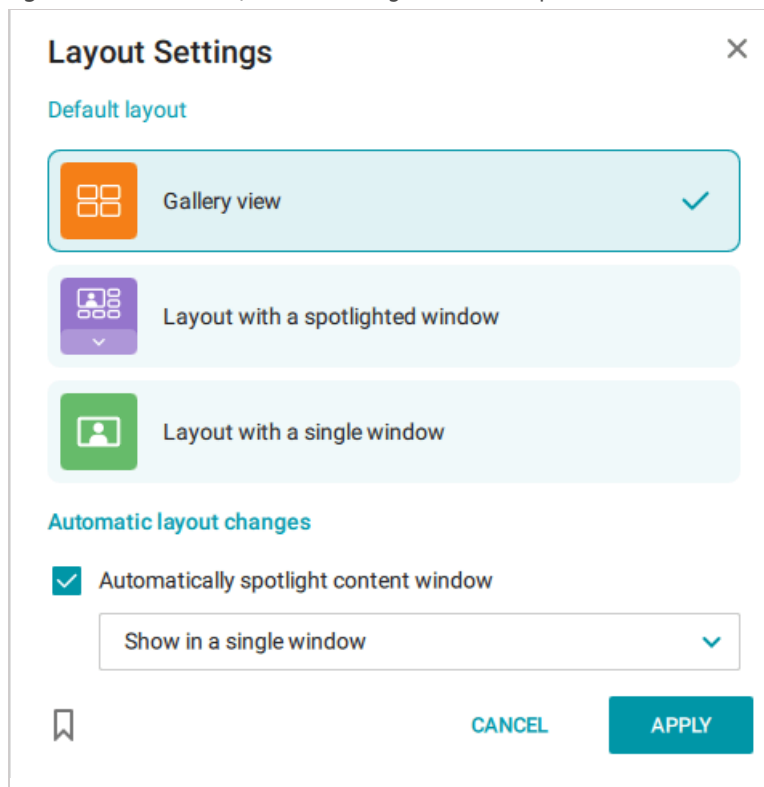 Layout Settings
Default layout
Gallery view
Layout with a spotlighted window
Layout with a single window
Automatic layout changes
Automatically spotlight content window
Show in a single window
CANCEL
APPLY